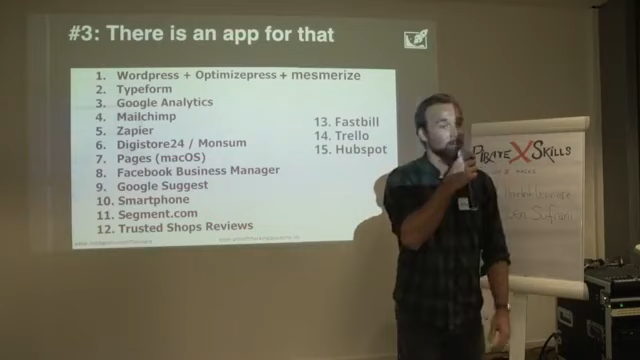 #3: There is an app for that
1. Wordpress + Optimizepress + mesmerize
2. Typeform
3. Google Analytics
4. Mailchimp
5. Zapier
6. Digistore24 / Monsum
7. Pages (macOS)
8. Facebook Business Manager
9. Google Suggest
10. Smartphone
11. Segment.com
12. Trusted Shops Reviews
13. Fastbill
14. Trello
15. Hubspot
PIRATE X SKILLS